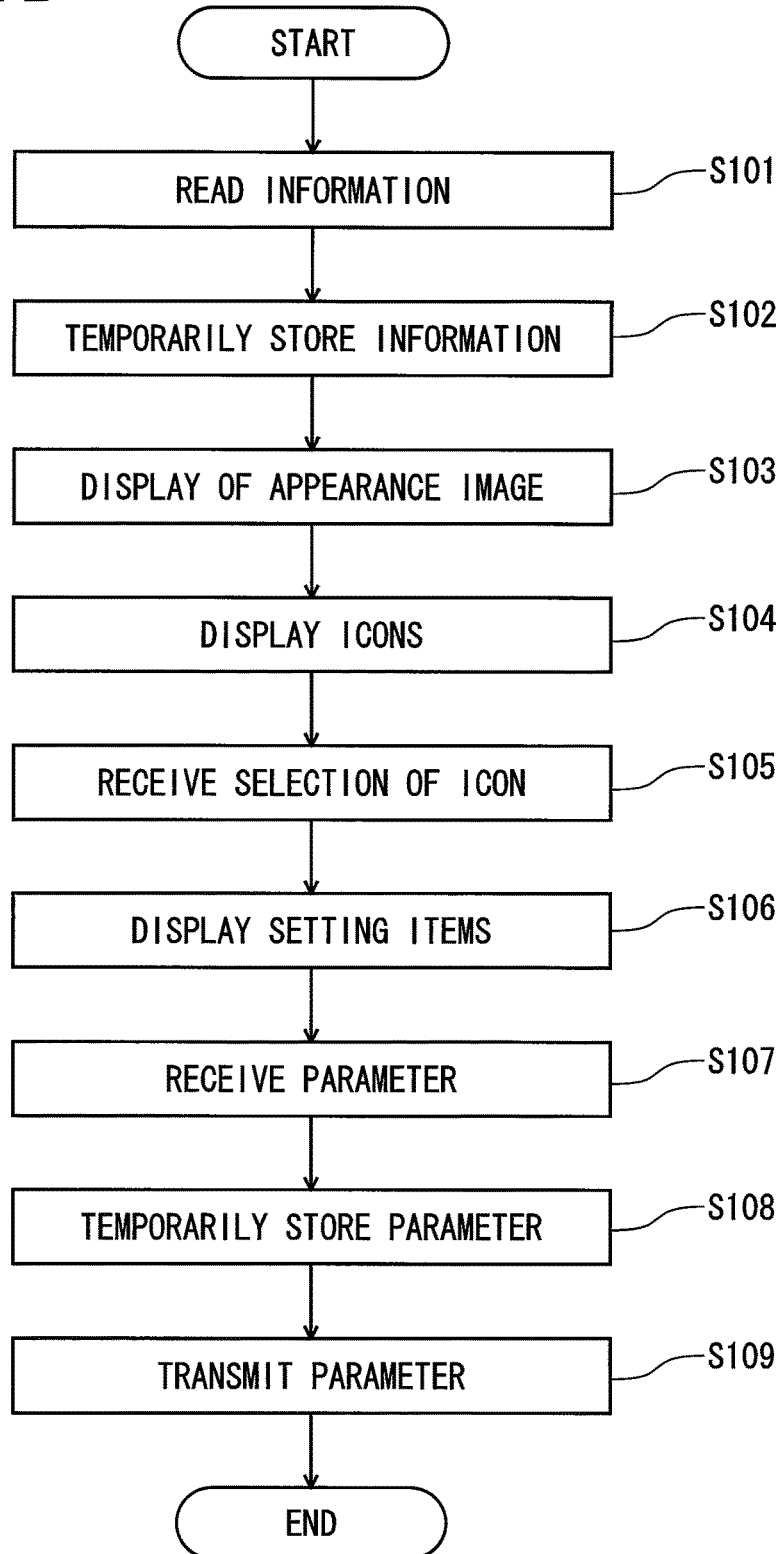 START
READ INFORMATION
S101
TEMPORARILY STORE INFORMATION
S102
DISPLAY OF APPEARANCE IMAGE
S103
DISPLAY ICONS
S104
RECEIVE SELECTION OF ICON
S105
DISPLAY SETTING ITEMS
S106
RECEIVE PARAMETER
S107
TEMPORARILY STORE PARAMETER
S108
TRANSMIT PARAMETER
S109
END